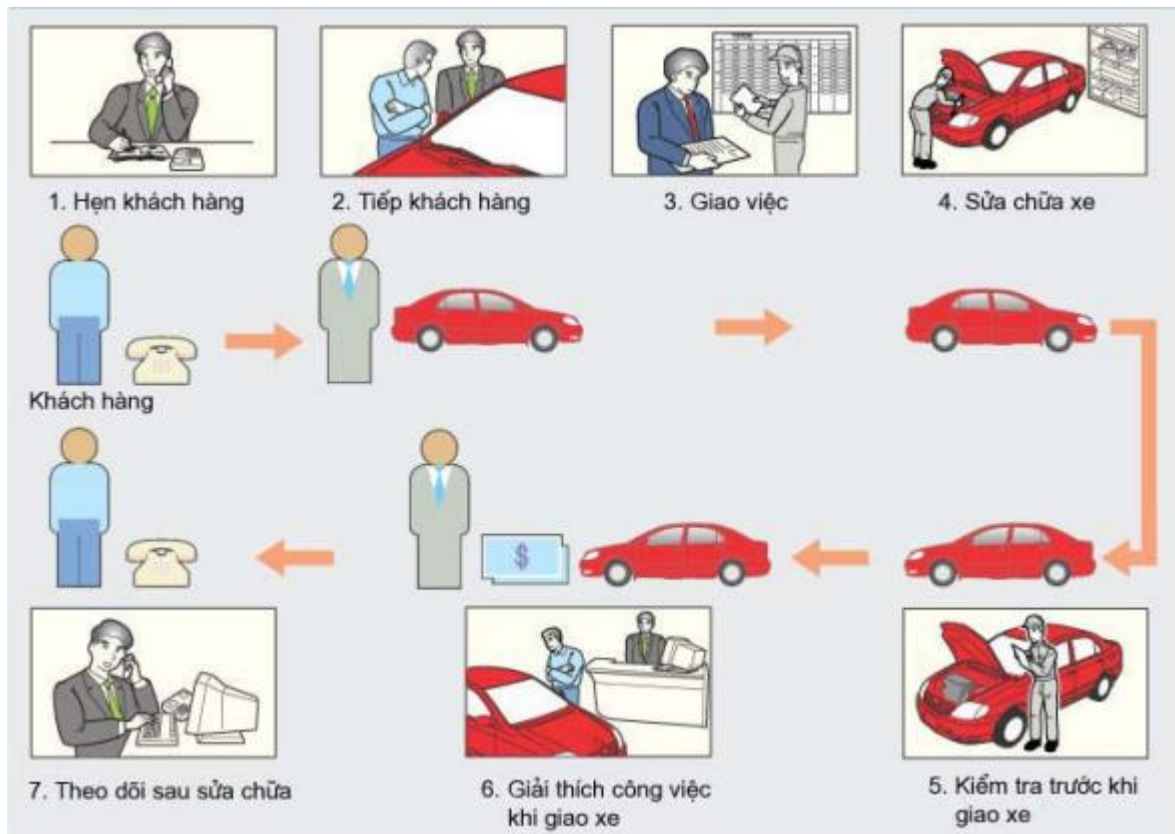 1. Hẹn khách hàng
2. Tiếp khách hàng
3. Giao việc
4. Sửa chữa xe
Khách hàng
$
7. Theo dõi sau sửa chữa
6. Giải thích công việc
khi giao xe
5. Kiểm tra trước khi
giao xe